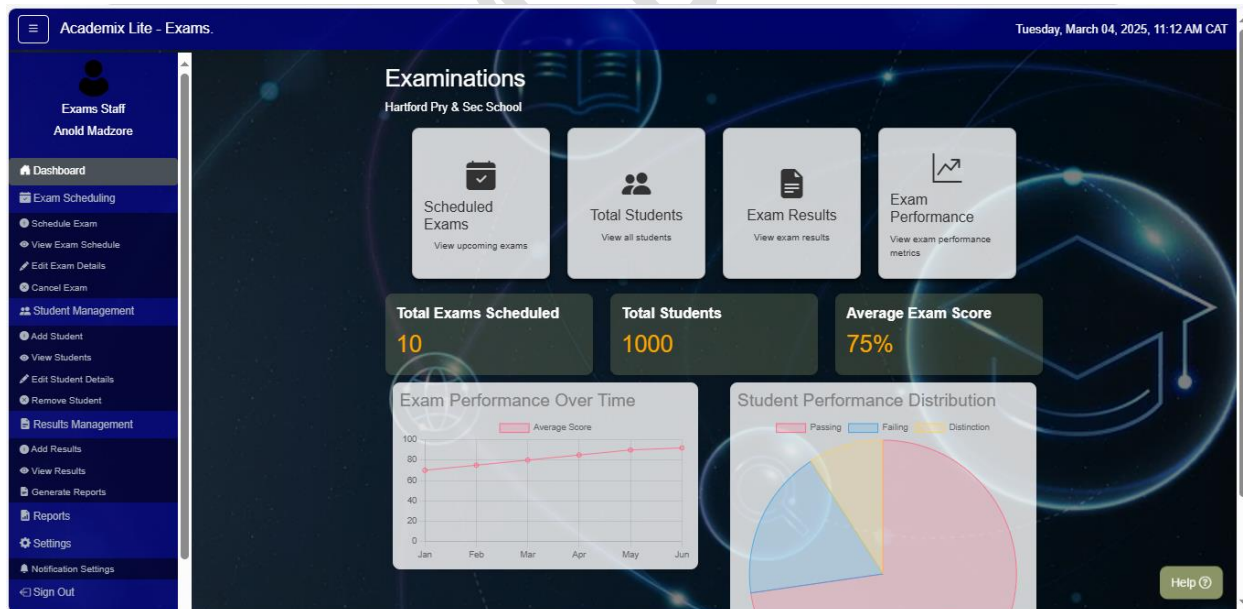 Academix Lite - Exams.
Tuesday, March 04, 2025, 11:12 AM CAT
Exams Staff
Anold Madzore
Dashboard
Exam Scheduling
Schedule Exam
View Exam Schedule
Edit Exam Details
Cancel Exam
Student Management
Add Student
View Students
Edit Student Details
Remove Student
Results Management
Add Results
View Results
Generate Reports
Reports
Settings
Notification Settings
Sign Out
Examinations
Hartford Pry & Sec School
Scheduled
Exams
View upcoming exams
Total Students
View all students
Exam Results
View exam results
Exam
Performance
View exam performance
metrics
Total Exams Scheduled
10
Total Students
1000
Average Exam Score
75%
Exam Performance Over Time
Average Score
100
80
60
40
20
0
Jan Feb Mar Apr May Jun
Student Performance Distribution
Passing Failing Distinction
Help